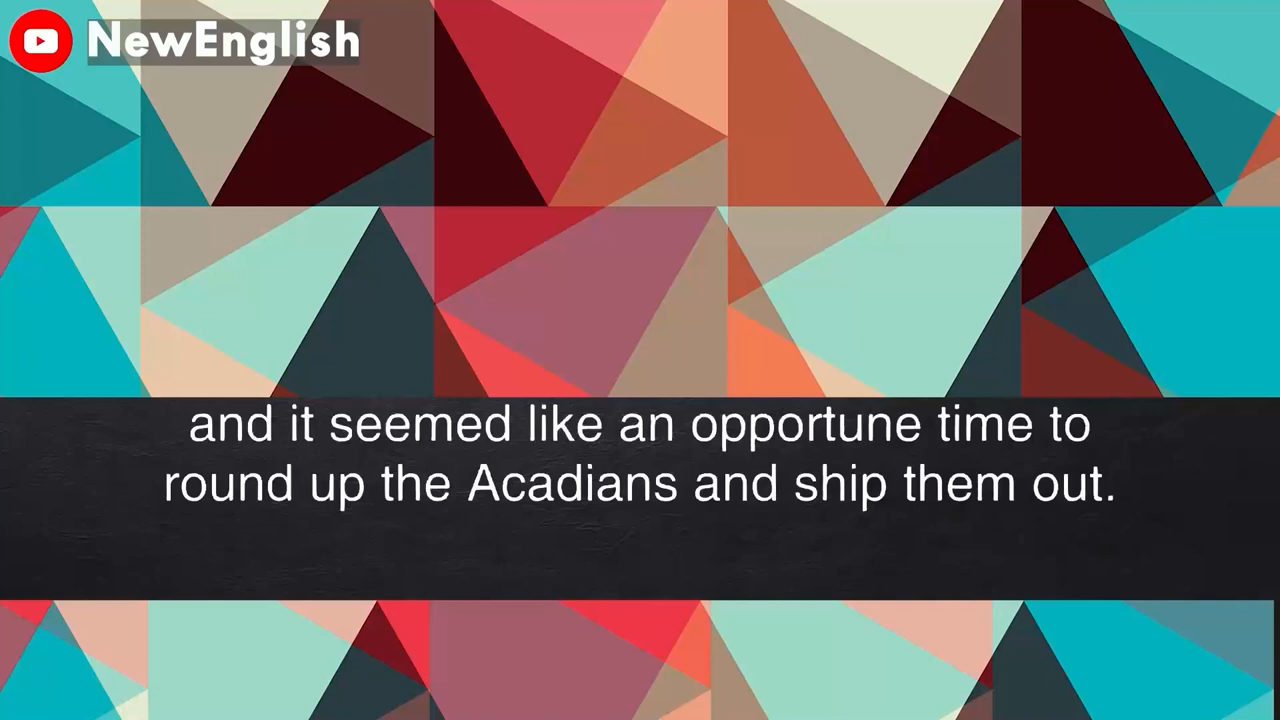 NewEnglish
and it seemed like an opportune time to
round up the Acadians and ship them out.